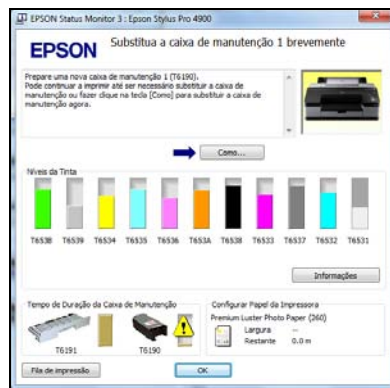 EPSON Status Monitor 3 : Epson Stylus Pro 4900
EPSON
Substitua a caixa de manutenção 1 brevemente
Prepare uma nova caixa de manutenção 1 (T6190).
Pode continuar a imprimir até ser necessário substituir a caixa de
manutenção ou fazer clique na tecla [Como] para substituir a caixa de
manutenção agora.
Como...
Níveis da Tinta
T653B T6539 T6534 T6535 T6536 T653A T6538 T6533 T6537 T6532 T6531
Informações
Tempo de Duração da Caixa de Manutenção
T6191 T6190
Configurar Papel da Impressora
Premium Luster Photo Paper (260)
Largura --
Restante 0.0 m
Fila de impressão
OK